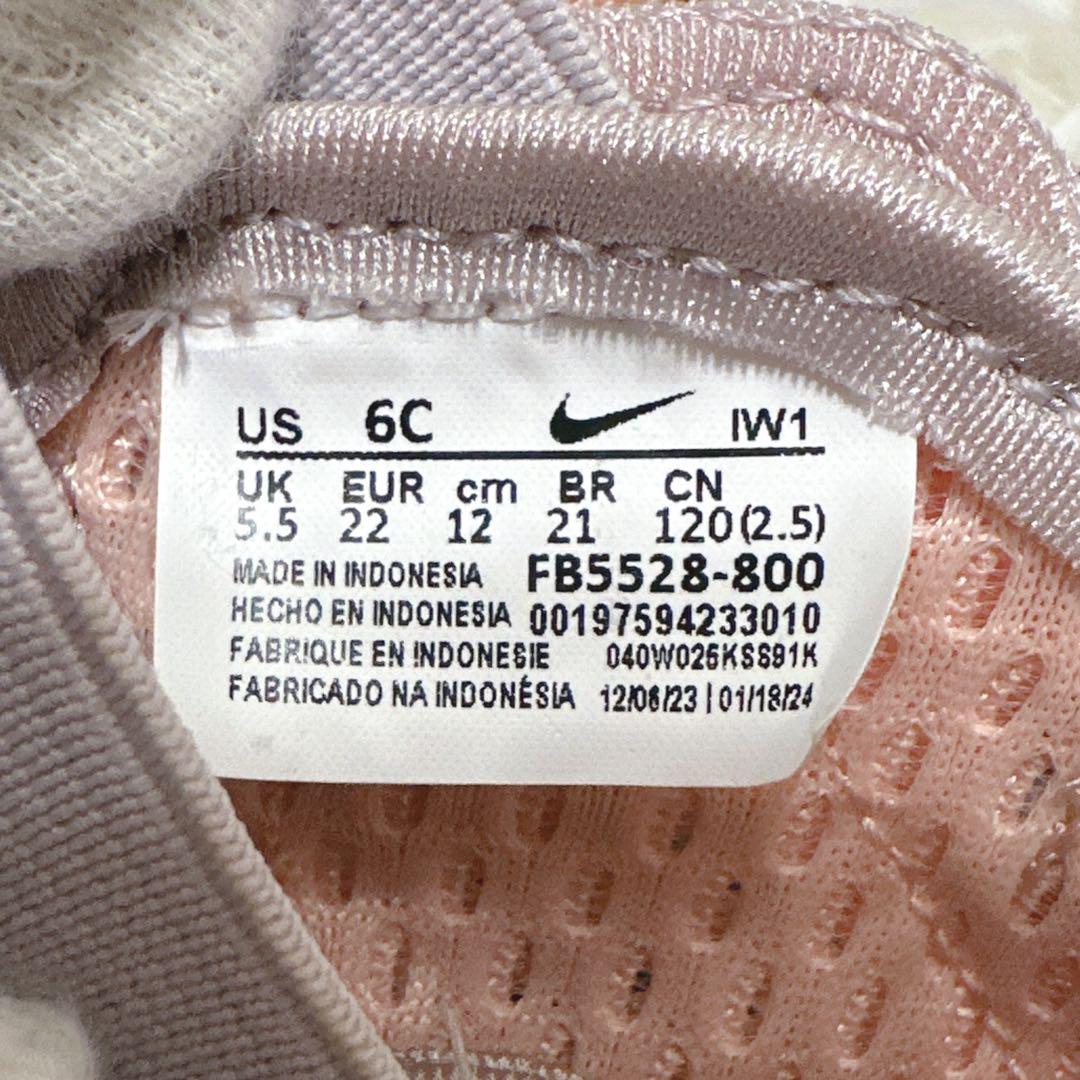 US 6C IW1
UK EUR cm BR CN
5.5 22 12 21 120(2.5)
MADE IN INDONESIA FB5528-800
HECHO EN INDONESIA 00197594233010
FABRIQUE EN INDONESIE 040W026KSS91K
FABRICADO NA INDONÉSIA 12/06/23 | 01/18/24